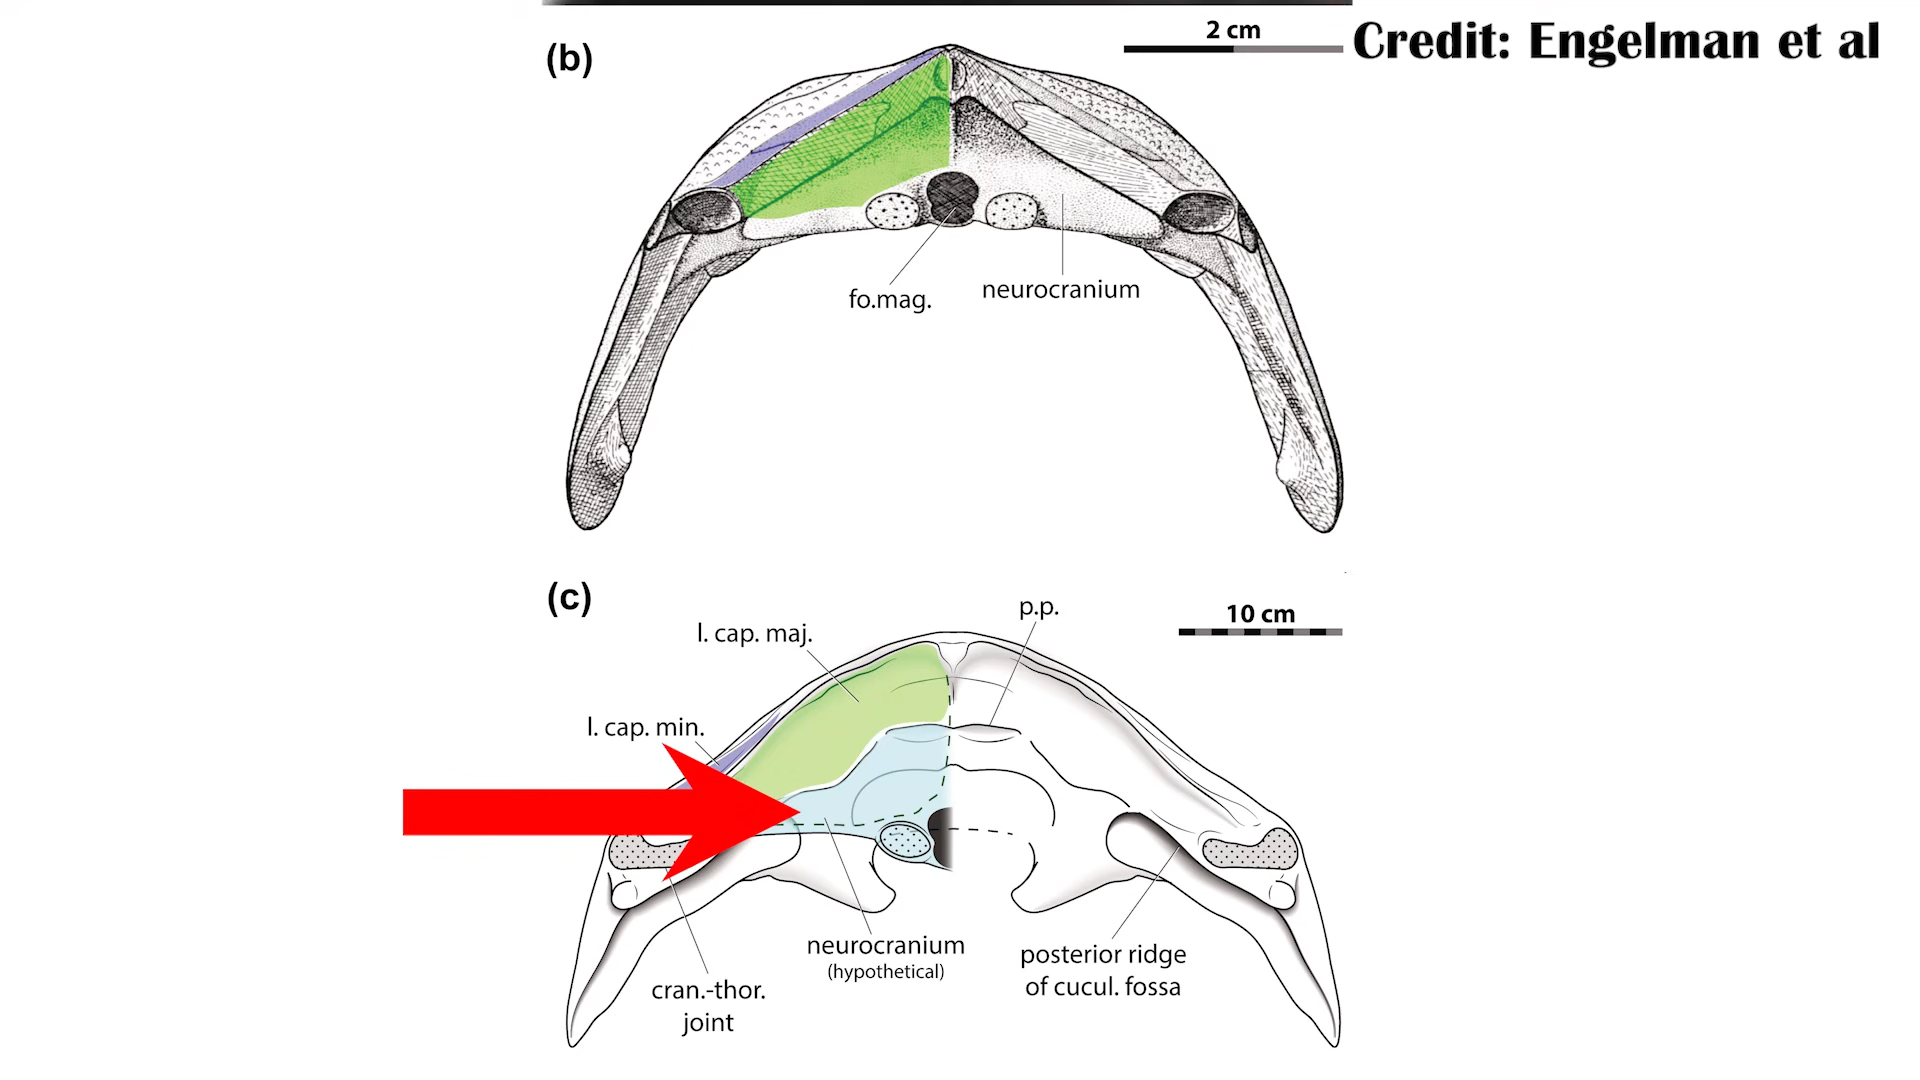 2 cm
Credit: Engelman et al
(b)
fo.mag.
neurocranium
(c)
p.p.
10 cm
l. cap. maj.
l. cap. min.
neurocranium
(hypothetical)
posterior ridge
of cucul. fossa
cran.-thor.
joint